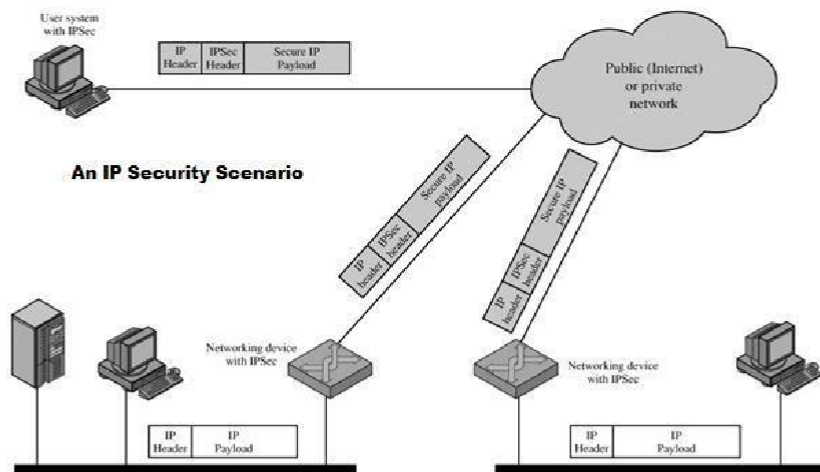 User system
with IPSec
IP
Header
IPSec
Header
Secure IP
Payload
Public (Internet)
or private
network
An IP Security Scenario
IP
header
IPSec
header
Secure IP
payload
IP
header
IPSec
header
Secure IP
payload
Networking device
with IPSec
Networking device
with IPSec
IP
Header
IP
Payload
IP
Header
IP
Payload